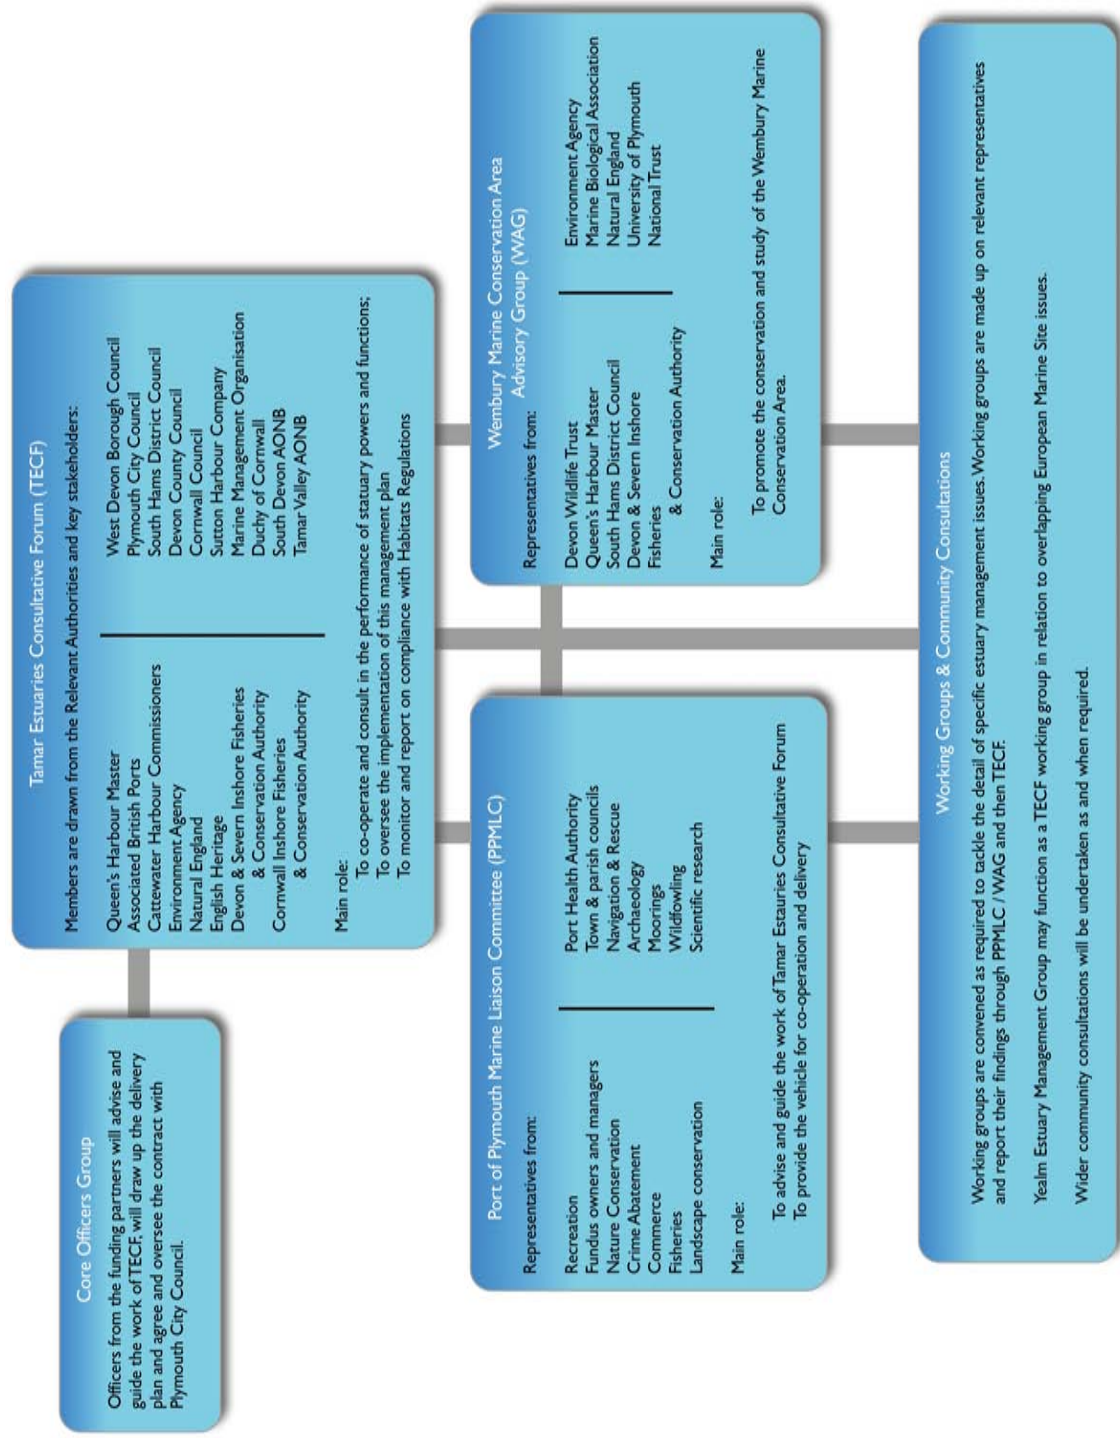 Core Officers Group
Officers from the funding partners will advise and
guide the work of TECF, will draw up the delivery
plan and agree and oversee the contract with
Plymouth City Council.
Tamar Estuaries Consultative Forum (TECF)
Members are drawn from the Relevant Authorities and key stakeholders:
Queen's Harbour Master
Associated British Ports
Cattewater Harbour Commissioners
Environment Agency
Natural England
English Heritage
Devon & Severn Inshore Fisheries
& Conservation Authority
Cornwall Inshore Fisheries
& Conservation Authority
West Devon Borough Council
Plymouth City Council
South Hams District Council
Devon County Council
Cornwall Council
Sutton Harbour Company
Marine Management Organisation
Duchy of Cornwall
South Devon AONB
Tamar Valley AONB
Main role:
To co-operate and consult in the performance of statuary powers and functions;
To oversee the implementation of this management plan
To monitor and report on compliance with Habitats Regulations
Port of Plymouth Marine Liaison Committee (PPMLC)
Representatives from:
Recreation
Fundus owners and managers
Nature Conservation
Crime Abatement
Commerce
Fisheries
Landscape conservation
Port Health Authority
Town & parish councils
Navigation & Rescue
Archaeology
Moorings
Wildfowling
Scientific research
Main role:
To advise and guide the work of Tamar Estauries Consultative Forum
To provide the vehicle for co-operation and delivery
Wembury Marine Conservation Area
Advisory Group (WAG)
Representatives from:
Devon Wildlife Trust
Queen's Harbour Master
South Hams District Council
Devon & Severn Inshore
Fisheries
& Conservation Authority
Environment Agency
Marine Biological Association
Natural England
University of Plymouth
National Trust
Main role:
To promote the conservation and study of the Wembury Marine
Conservation Area.
Working Groups & Community Consultations
Working groups are convened as required to tackle the detail of specific estuary management issues. Working groups are made up on relevant representatives
and report their findings through PPMLC / WAG and then TECF.
Yealm Estuary Management Group may function as a TECF working group in relation to overlapping European Marine Site issues.
Wider community consultations will be undertaken as and when required.